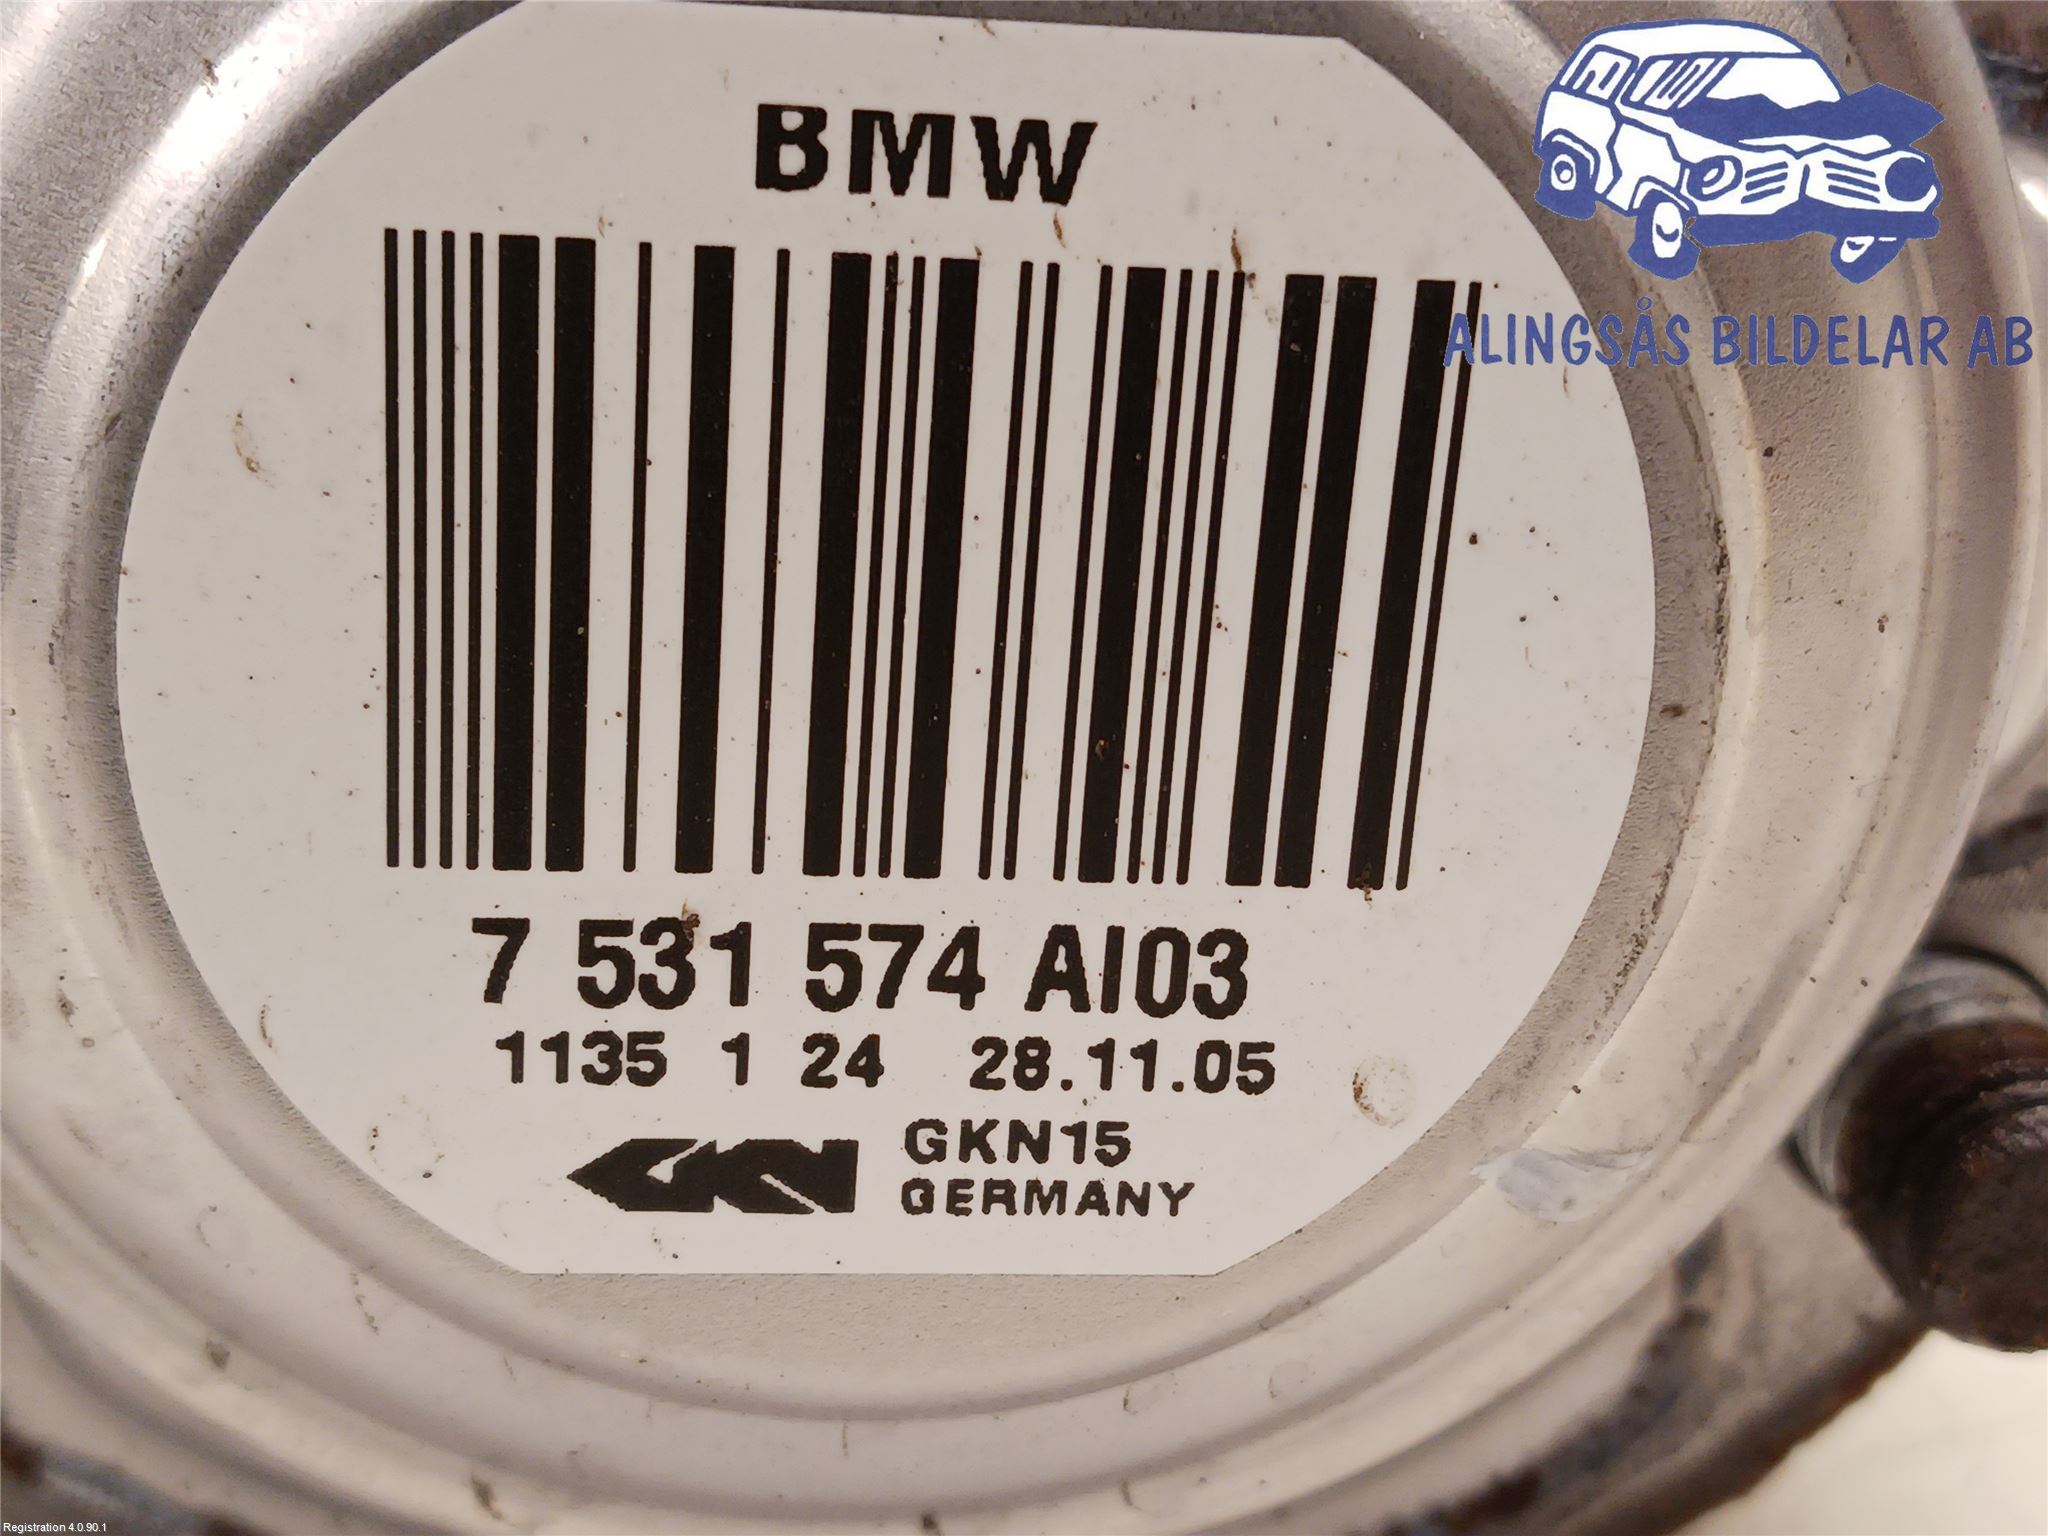 BMW
ALINGSÅS BILDELAR AB
7 531 574 AI03
1135 1 24 28.11.05
GKN GKN15
GERMANY
Registration 4.0.90.1